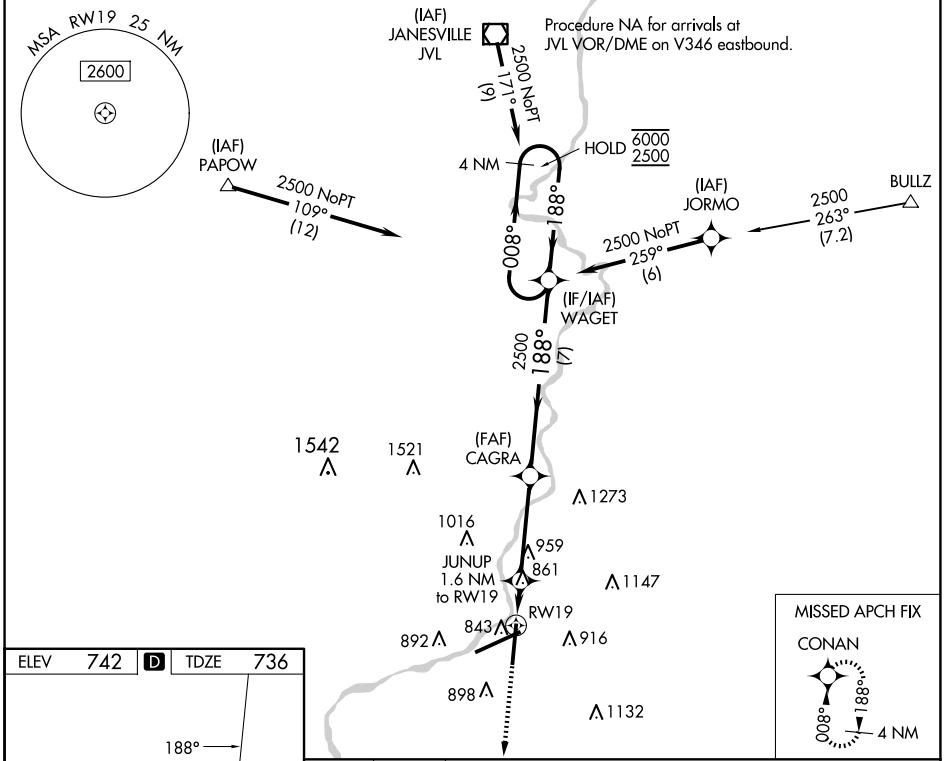 MSA RW19 25 NM
2600
(IAF)
JANESVILLE
JVL
Procedure NA for arrivals at
JVL VOR/DME on V346 eastbound.
2500 NoPT
171°
(9)
(IAF)
PAPOW
2500 NoPT
109°
(12)
4 NM
HOLD 6000
2500
188°
008°
(IAF)
JORMO
BULLZ
2500
263°
(7.2)
2500 NoPT
259°
(6)
(IF/IAF)
WAGET
2500
188°
(7)
1542
1521
(FAF)
CAGRA
1273
1016
959
JUNUP
1.6 NM
to RW19
861
1147
RW19
843
892
916
898
1132
MISSED APCH FIX
CONAN
008°
188°
4 NM
ELEV 742 D TDZE 736
188°